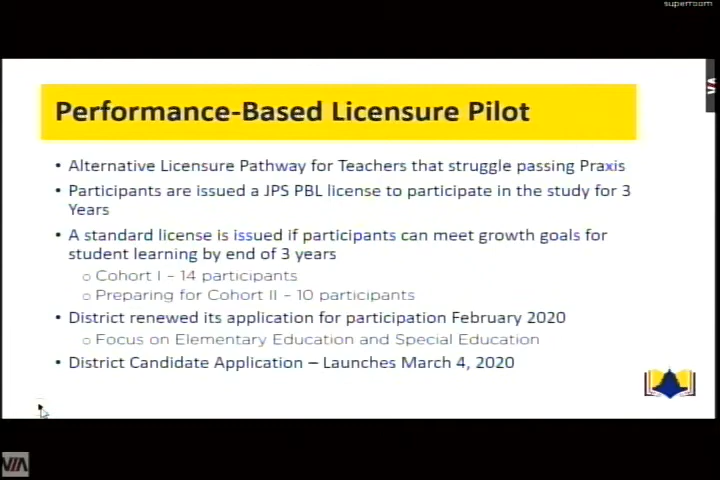 superroom
Performance-Based Licensure Pilot
• Alternative Licensure Pathway for Teachers that struggle passing Praxis
• Participants are issued a JPS PBL license to participate in the study for 3
Years
• A standard license is issued if participants can meet growth goals for
student learning by end of 3 years
○ Cohort I – 14 participants
○ Preparing for Cohort II – 10 participants
• District renewed its application for participation February 2020
○ Focus on Elementary Education and Special Education
• District Candidate Application – Launches March 4, 2020
VIA